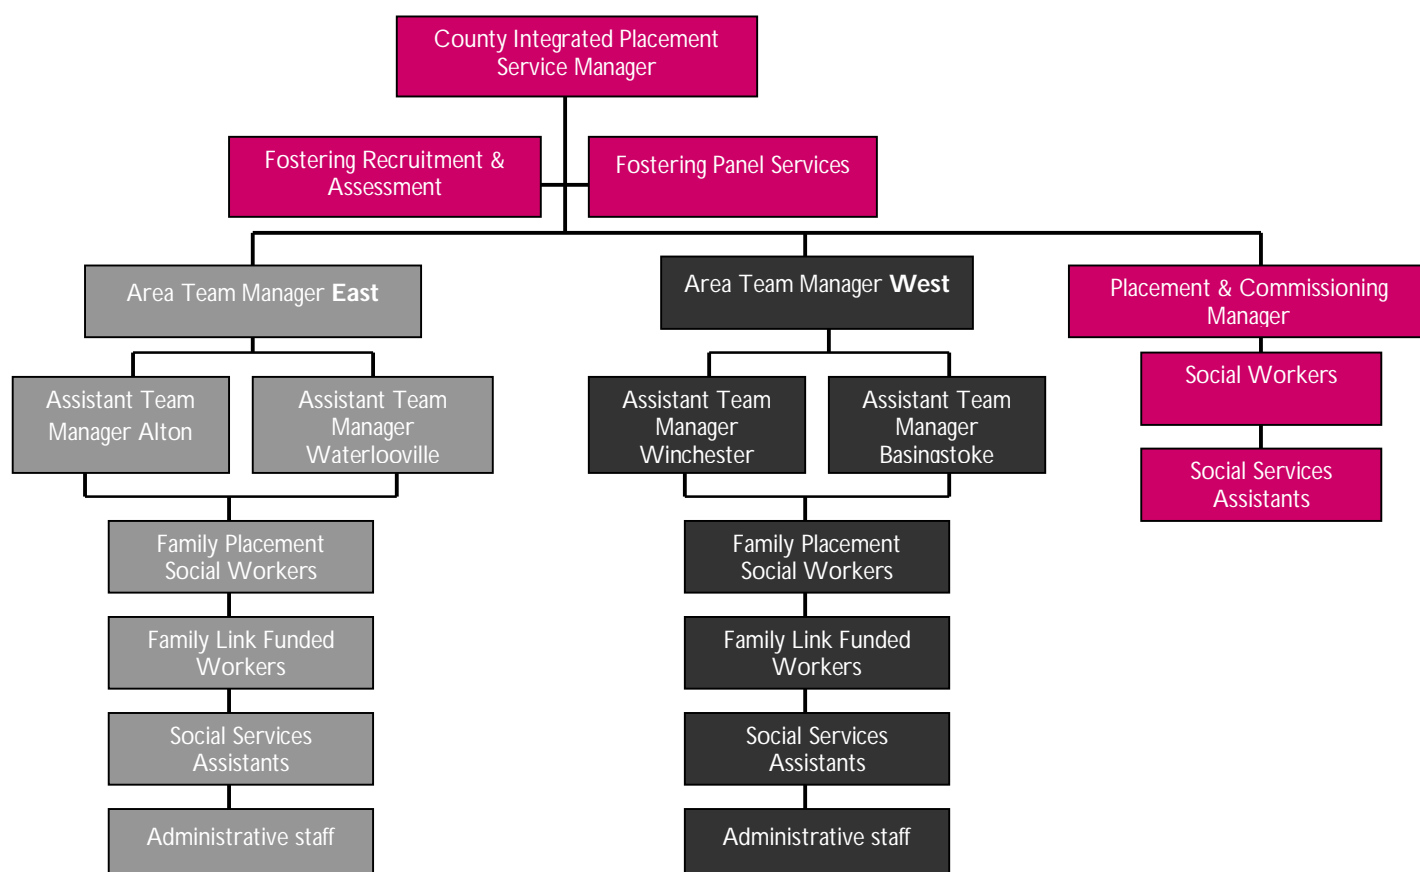 County Integrated Placement
Service Manager
Fostering Recruitment &
Assessment
Fostering Panel Services
Area Team Manager East
Area Team Manager West
Placement & Commissioning
Manager
Assistant Team
Manager Alton
Assistant Team
Manager
Waterlooville
Assistant Team
Manager
Winchester
Assistant Team
Manager
Basingstoke
Social Workers
Social Services
Assistants
Family Placement
Social Workers
Family Link Funded
Workers
Social Services
Assistants
Administrative staff
Family Placement
Social Workers
Family Link Funded
Workers
Social Services
Assistants
Administrative staff